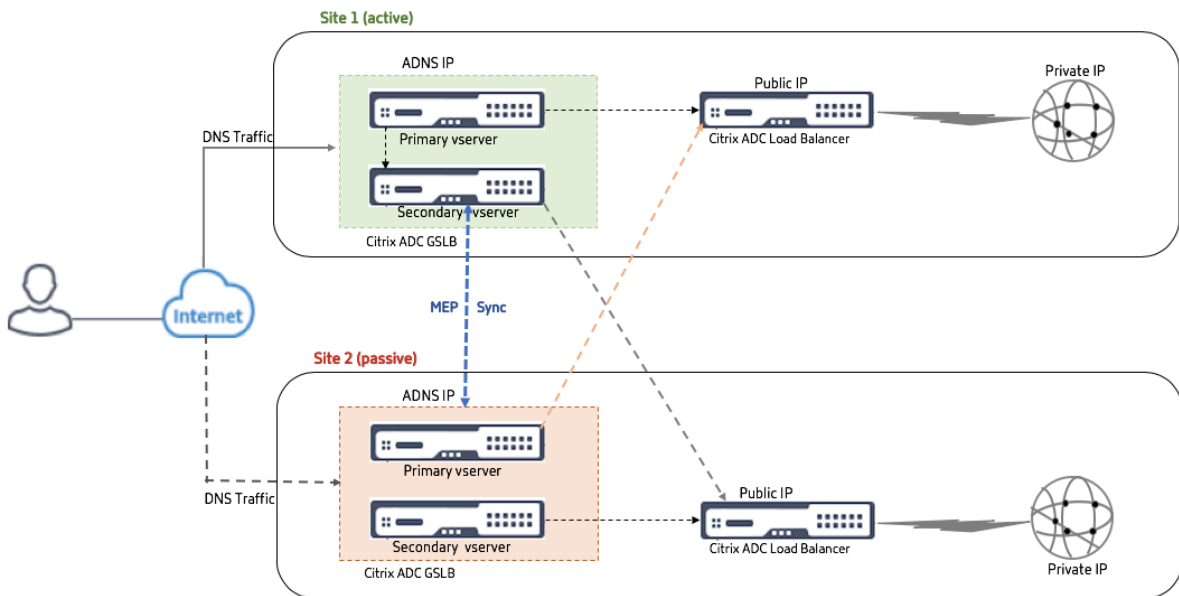 Site 1 (active)
ADNS IP
Primary vserver
Secondary vserver
Citrix ADC GSLB
Public IP
Citrix ADC Load Balancer
Private IP
DNS Traffic
Internet
MEP Sync
Site 2 (passive)
ADNS IP
Primary vserver
Secondary vserver
Citrix ADC GSLB
DNS Traffic
Public IP
Citrix ADC Load Balancer
Private IP